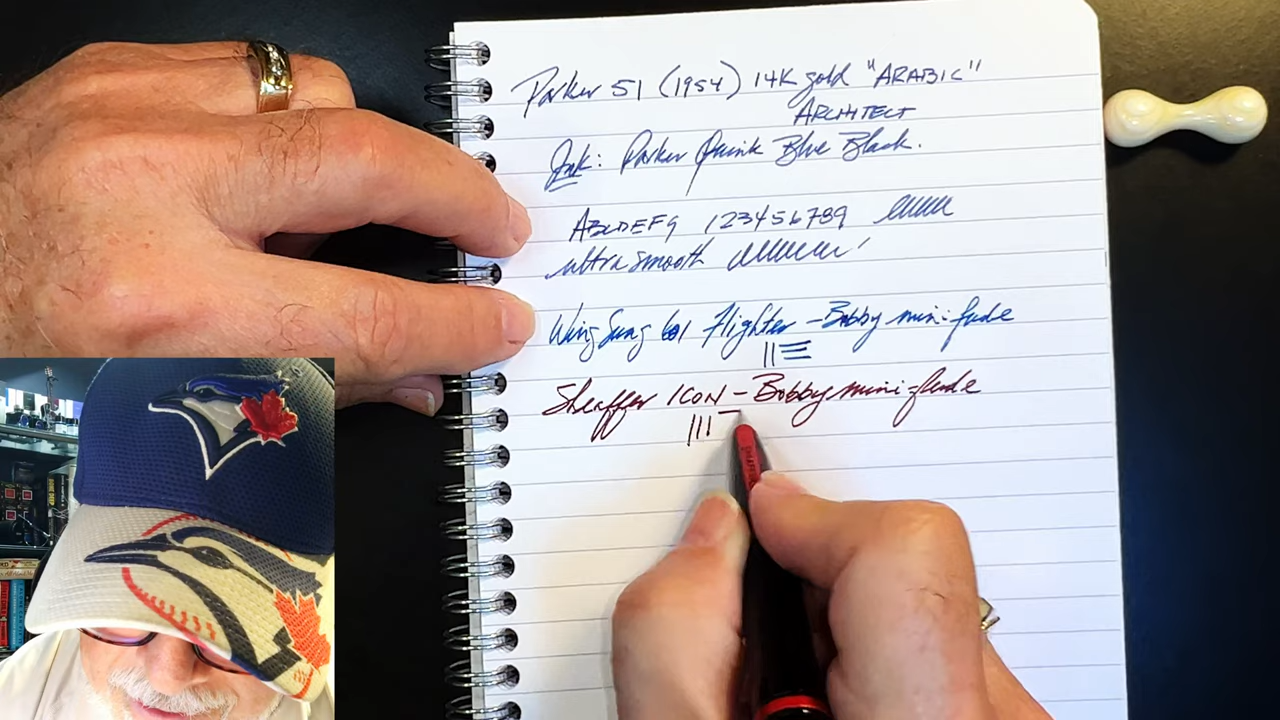 Parker 51 (1954) 14K gold "ARABIC"
ARCHITECT
Ink: Parker Quink Blue Black.
ABCDEFG 123456789
ultra smooth
Wing Sung 601 Flighter - Bobby mini-fude
Sheaffer ICON - Bobby mini-fude